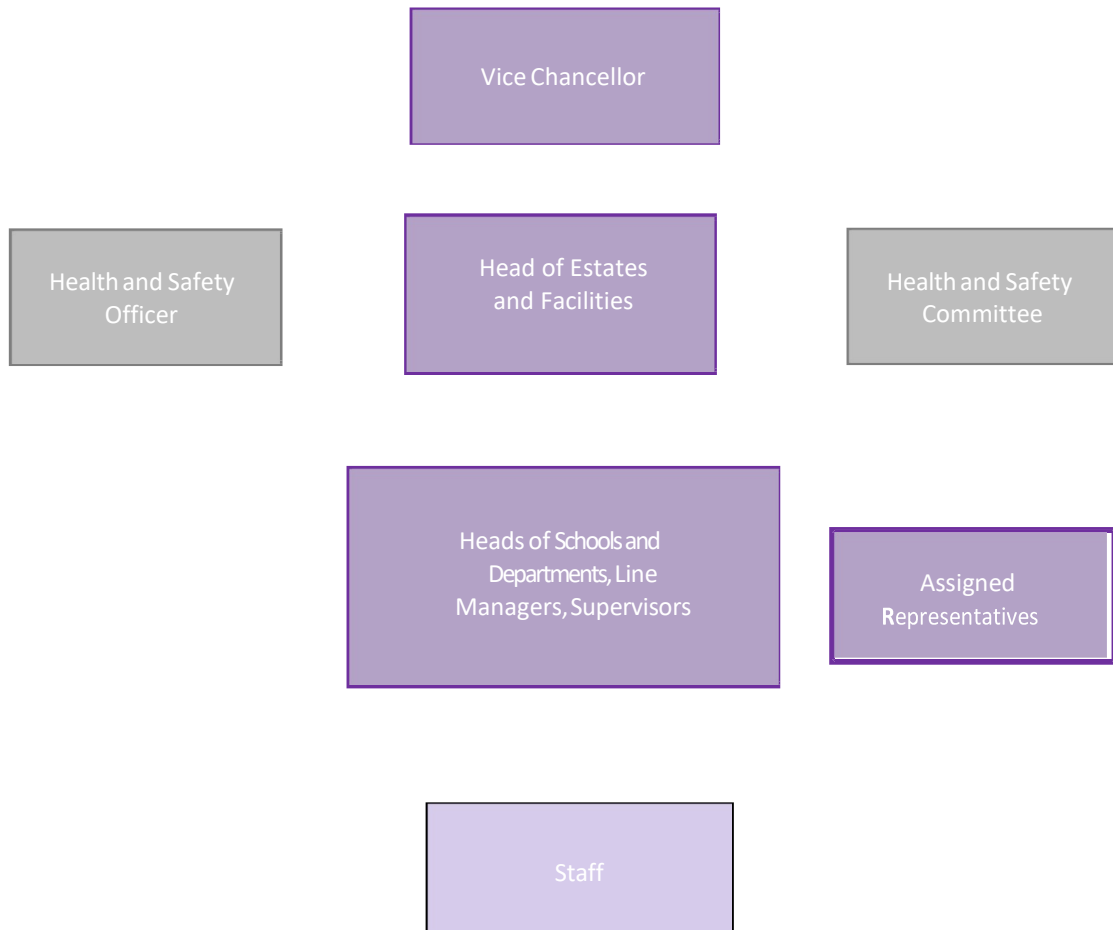 Vice Chancellor
Health and Safety
Officer
Head of Estates
and Facilities
Health and Safety
Committee
Heads of Schools and
Departments, Line
Managers, Supervisors
Assigned
Representatives
Staff